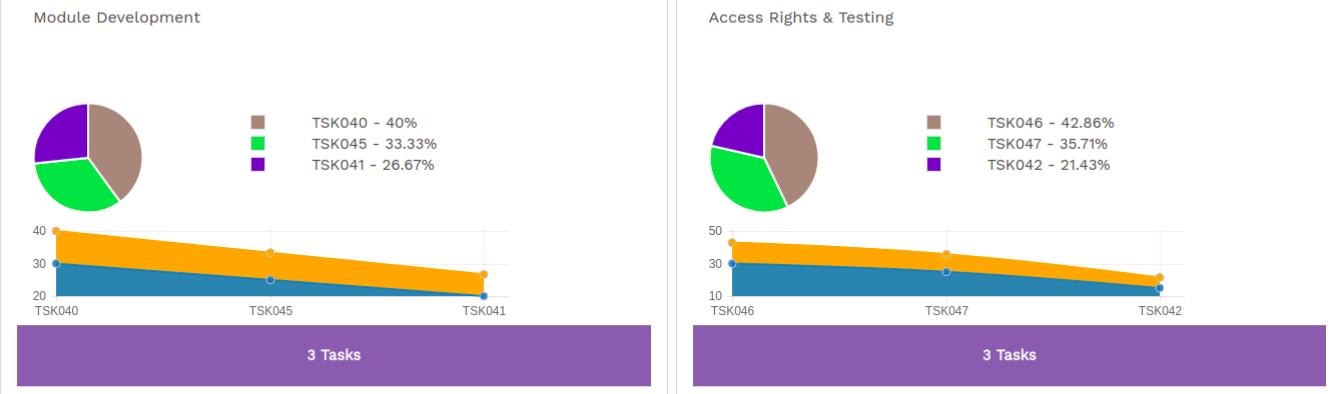 Module Development
TSK040 - 40%
TSK045 - 33.33%
TSK041 - 26.67%
40
30
20
TSK040 TSK045 TSK041
3 Tasks
Access Rights & Testing
TSK046 - 42.86%
TSK047 - 35.71%
TSK042 - 21.43%
50
30
10
TSK046 TSK047 TSK042
3 Tasks